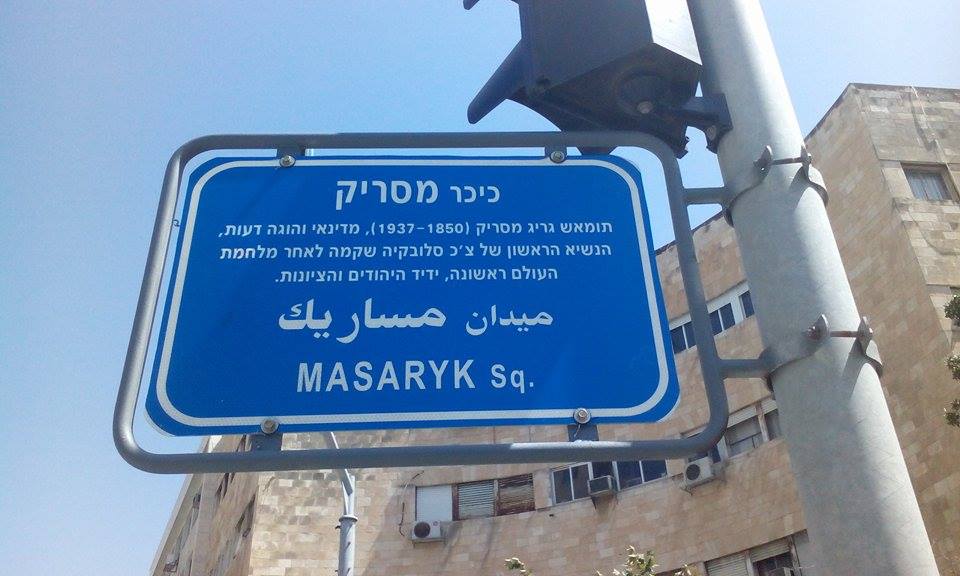 כיכר מסריק
תומאש גריג מסריק (1850-1937), מדינאי והוגה דעות,
הנשיא הראשון של צ'כ סלובקיה שקמה לאחר מלחמת
העולם ראשונה, ידיד היהודים והציונות.
ميدان مساريك
MASARYK Sq.